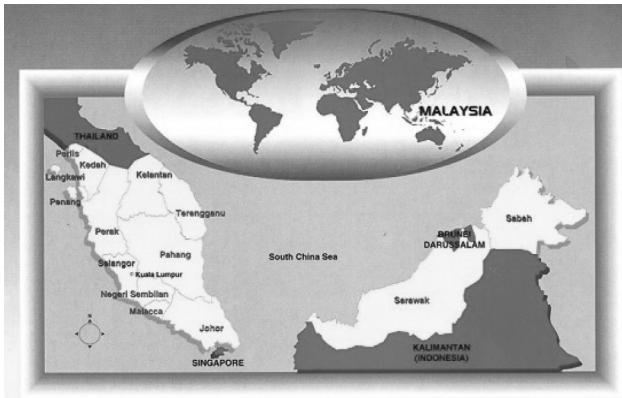 MALAYSIA
THAILAND
Perlis
Kedah
Langkawi
Kelantan
Penang
Terengganu
Perak
Pahang
Selangor
Kuala Lumpur
South China Sea
Negeri Sembilan
Malacca
Johor
SINGAPORE
Sabah
BRUNEI
DARUSSALAM
Sarawak
KALIMANTAN
(INDONESIA)
N